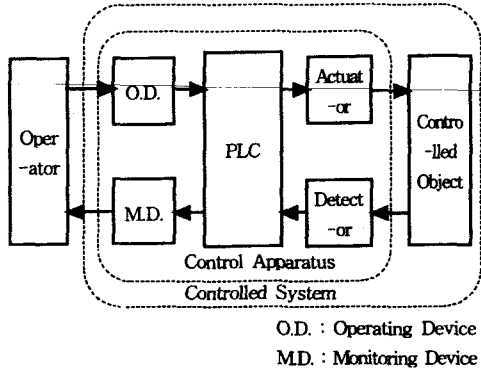 Oper
-ator
O.D.
M.D.
PLC
Actuat
-or
Detect
-or
Contro
-lled
Object
Control Apparatus
Controlled System
O.D. : Operating Device
M.D. : Monitoring Device